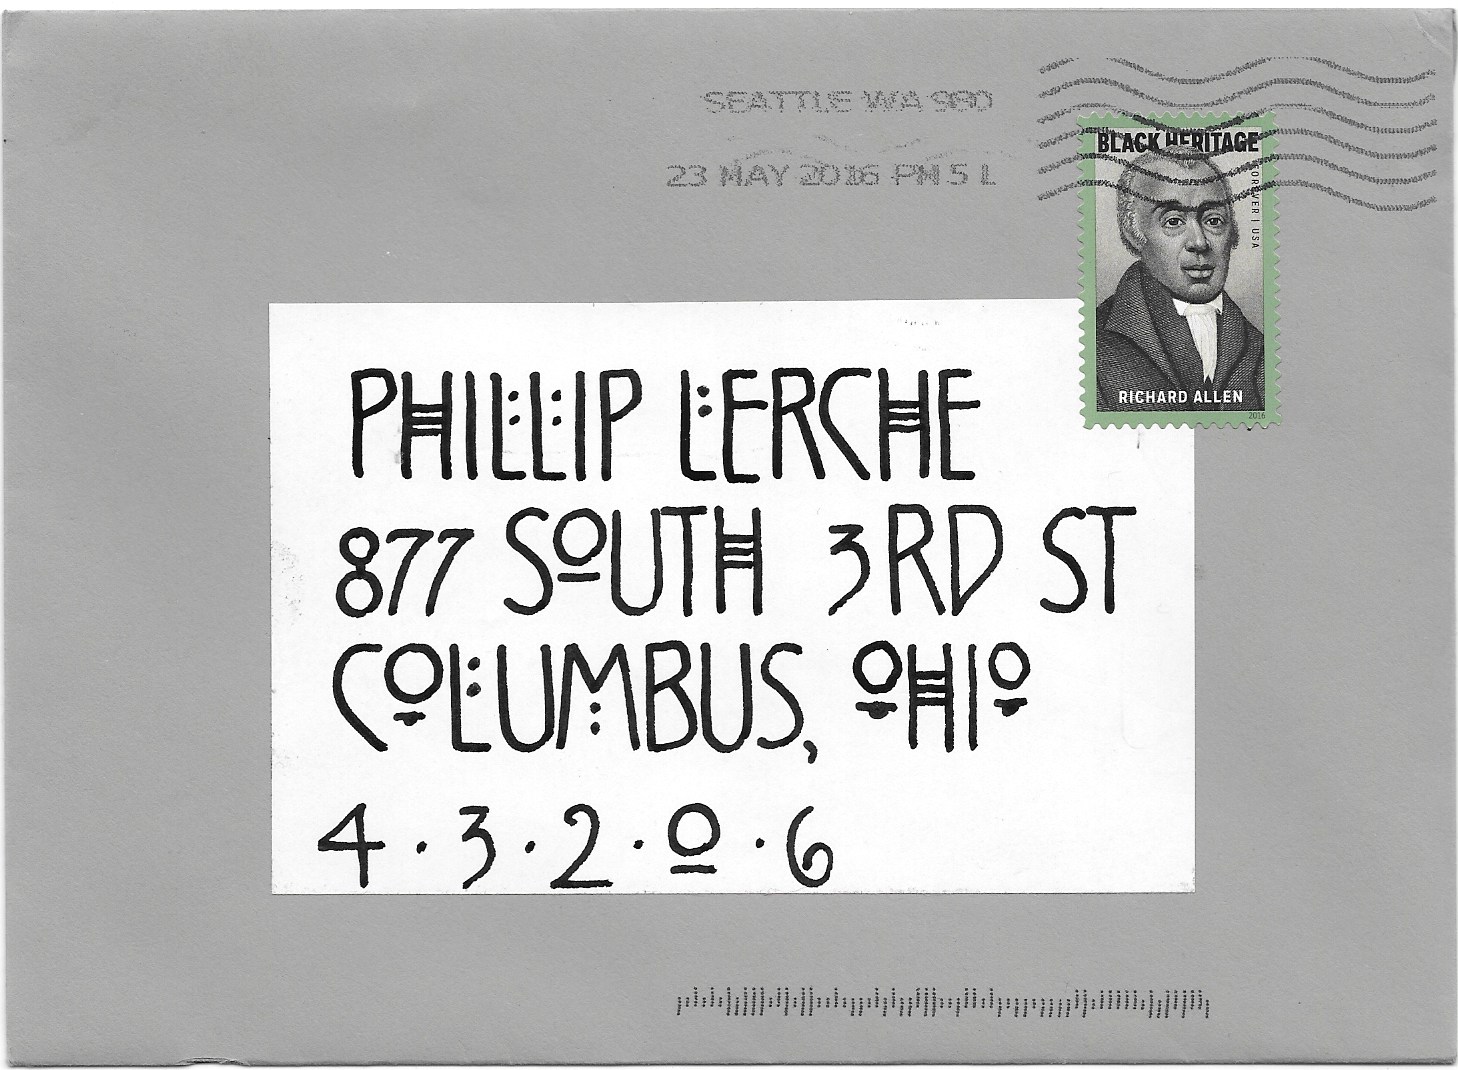 SEATTLE WA 980
23 MAY 2016 PM 5 L
BLACK HERITAGE
FOREVER | USA
RICHARD ALLEN
2016
PHILLIP LERCHE
877 SOUTH 3RD ST
COLUMBUS, OHIO
4·3·2·0·6